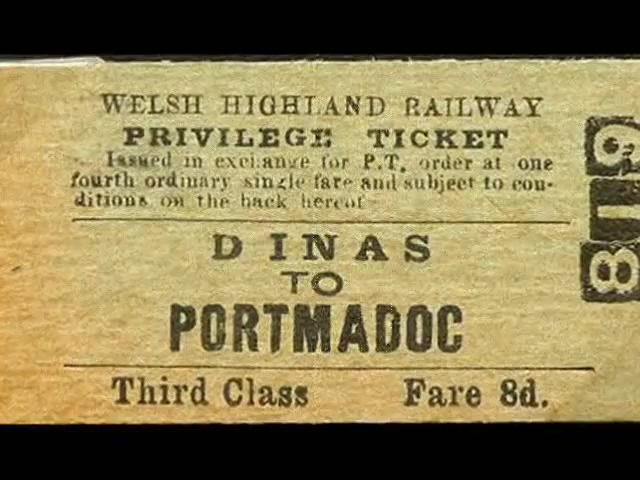 WELSH HIGHLAND RAILWAY
PRIVILEGE TICKET
Issued in exchange for P.T. order at one
fourth ordinary single fare and subject to con-
ditions on the back hereof
DINAS
TO
PORTMADOC
Third Class Fare 8d.